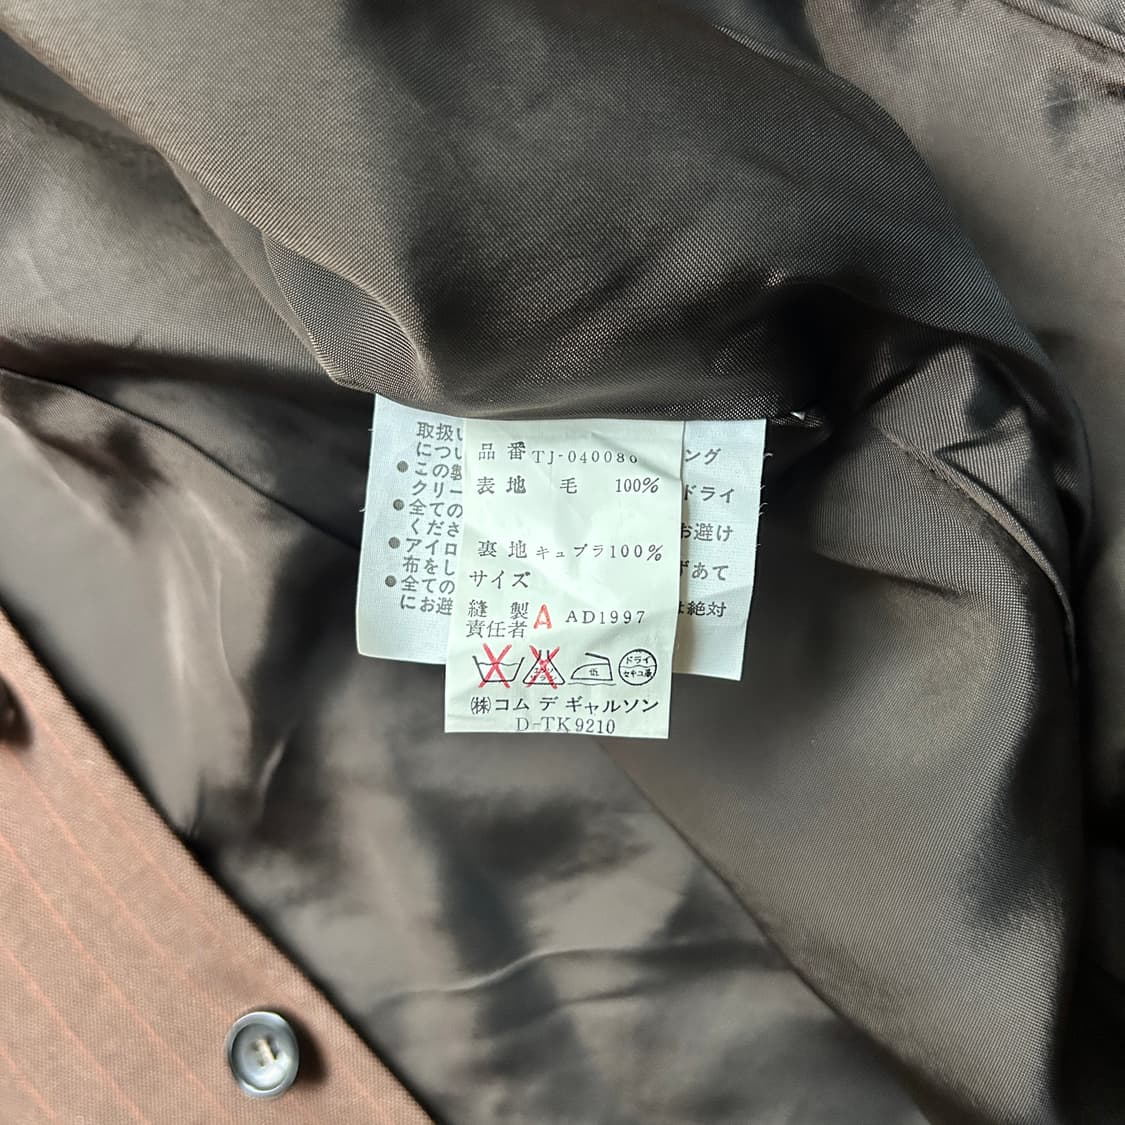 品番 TJ-040086
表地 毛 100%
裏地 キュプラ100%
サイズ
縫製
責任者 A AD1997
ドライ
セキユ系
(株)コム デ ギャルソン
D-TK9210
取扱い
につい
●この製
クリー
●全ての
くださ
●アイロ
布をし
●全ての
にお避
ング
ドライ
お避け
ずあて
は絶対